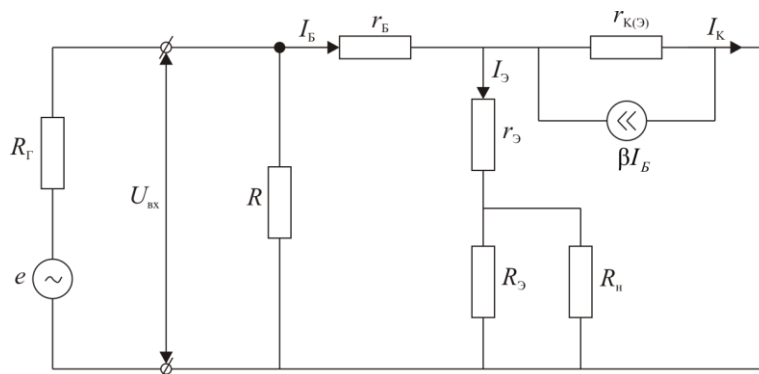 I_Б
r_Б
r_К(Э)
I_К
I_Э
R_Г
r_Э
βI_Б
U_вх
R
e
R_Э
R_н